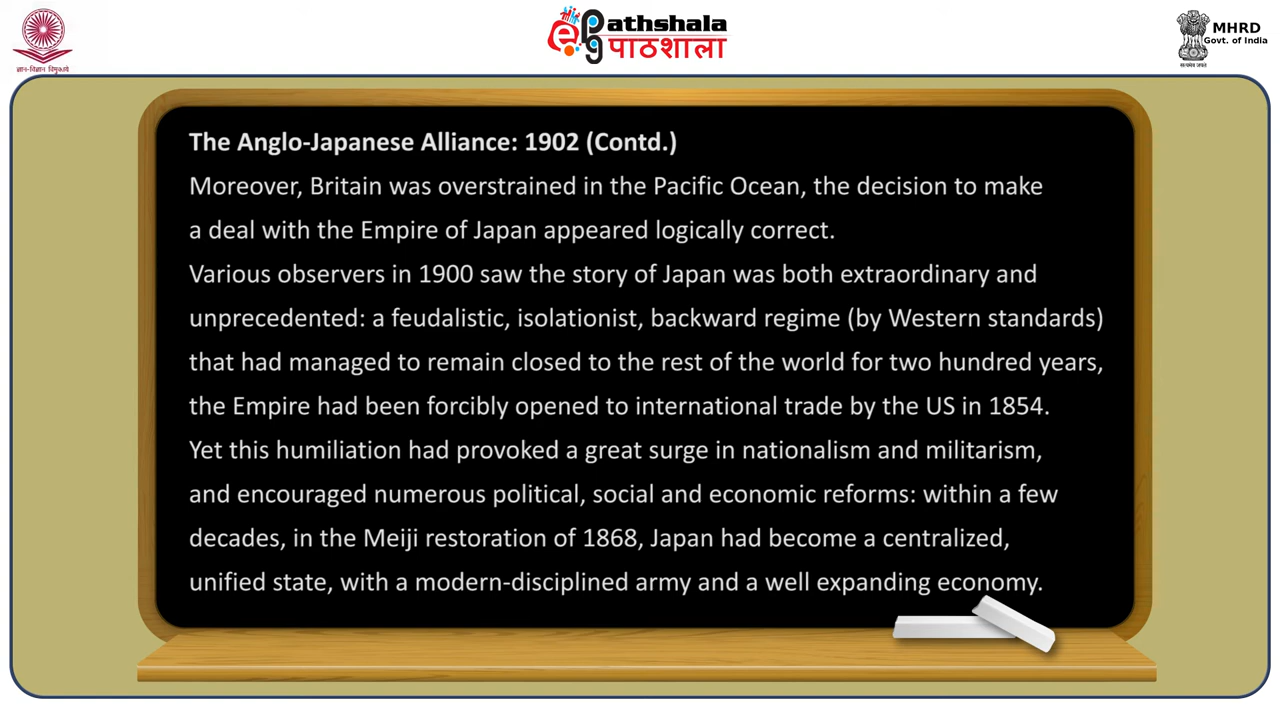 ज्ञान-विज्ञान विमुक्तये
epathshala
पाठशाला
MHRD
Govt. of India
सत्यमेव जयते
The Anglo-Japanese Alliance: 1902 (Contd.)
Moreover, Britain was overstrained in the Pacific Ocean, the decision to make
a deal with the Empire of Japan appeared logically correct.
Various observers in 1900 saw the story of Japan was both extraordinary and
unprecedented: a feudalistic, isolationist, backward regime (by Western standards)
that had managed to remain closed to the rest of the world for two hundred years,
the Empire had been forcibly opened to international trade by the US in 1854.
Yet this humiliation had provoked a great surge in nationalism and militarism,
and encouraged numerous political, social and economic reforms: within a few
decades, in the Meiji restoration of 1868, Japan had become a centralized,
unified state, with a modern-disciplined army and a well expanding economy.